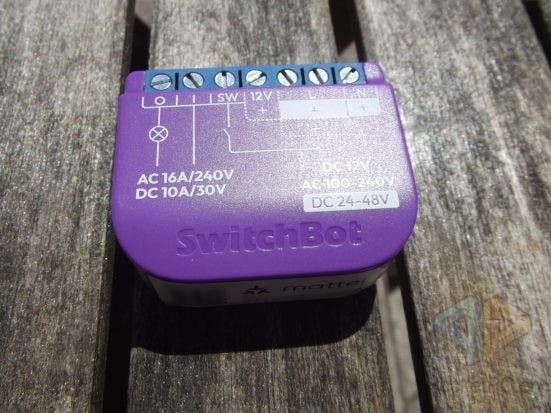 O I SW 12V L N
+ ⏊ +
AC 16A/240V
DC 10A/30V
DC 12V
AC 100-240V
DC 24-48V
SwitchBot
matter